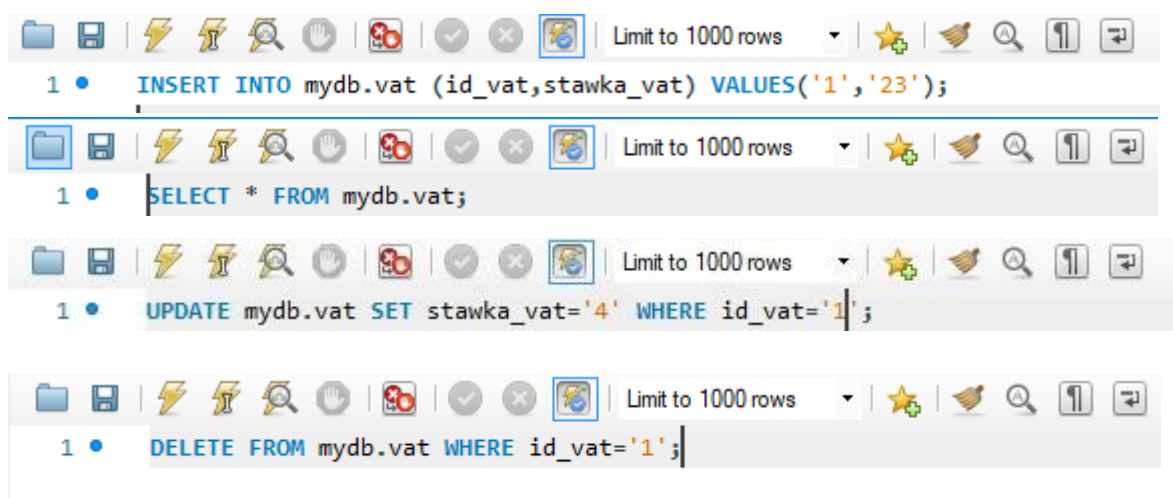 Limit to 1000 rows
1 INSERT INTO mydb.vat (id_vat,stawka_vat) VALUES('1','23');
Limit to 1000 rows
1 SELECT * FROM mydb.vat;
Limit to 1000 rows
1 UPDATE mydb.vat SET stawka_vat='4' WHERE id_vat='1';
Limit to 1000 rows
1 DELETE FROM mydb.vat WHERE id_vat='1';